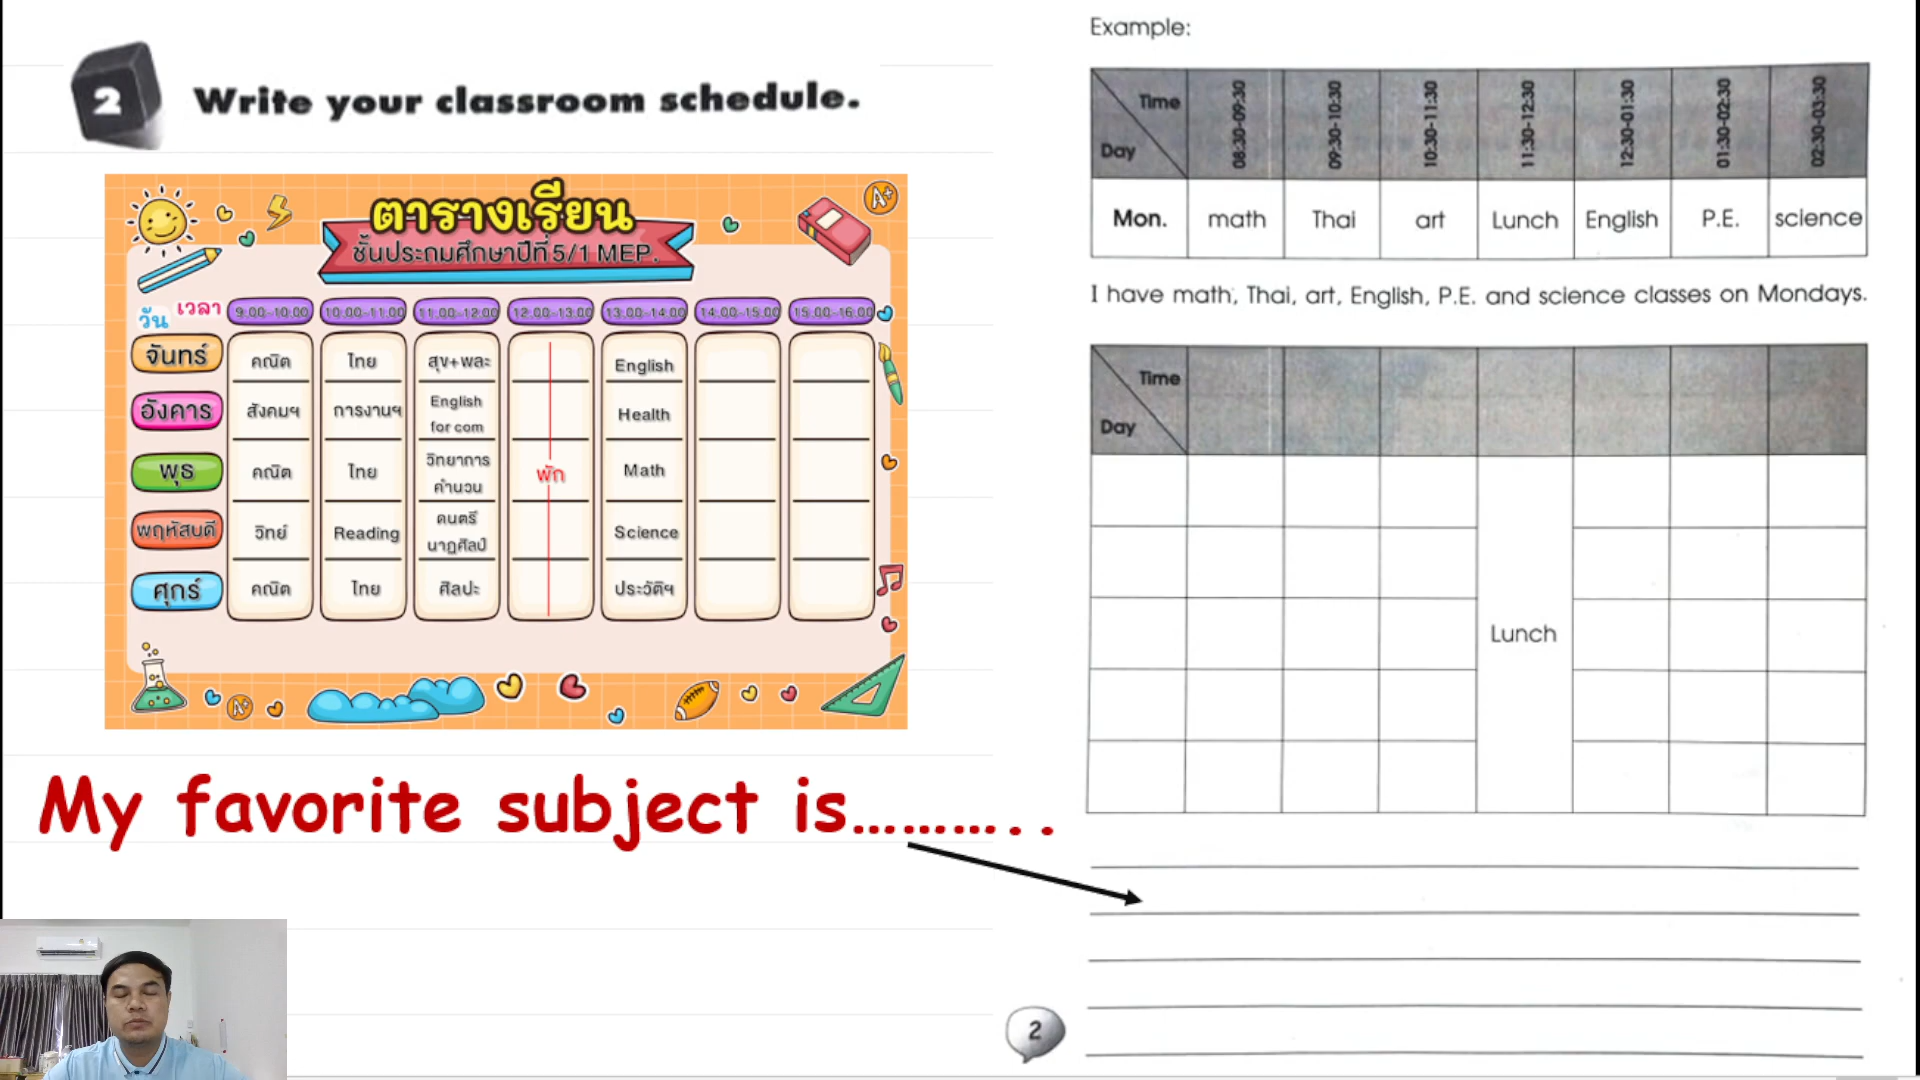 2 Write your classroom schedule.
ตารางเรียน
ชั้นประถมศึกษาปีที่ 5/1 MEP.
วัน เวลา 9:00-10:00 10:00-11:00 11:00-12:00 12:00-13:00 13:00-14:00 14:00-15:00 15:00-16:00
จันทร์ คณิต ไทย สุข+พละ English
อังคาร สังคมฯ การงานฯ English for com Health
พุธ คณิต ไทย วิทยาการ คำนวน พัก Math
พฤหัสบดี วิทย์ Reading ดนตรี นาฏศิลป์ Science
ศุกร์ คณิต ไทย ศิลปะ ประวัติฯ
A+
A+
My favorite subject is...........
Example:
Time Day 08:30-09:30 09:30-10:30 10:30-11:30 11:30-12:30 12:30-01:30 01:30-02:30 02:30-03:30
Mon. math Thai art Lunch English P.E. science
I have math, Thai, art, English, P.E. and science classes on Mondays.
Time
Day
Lunch
2